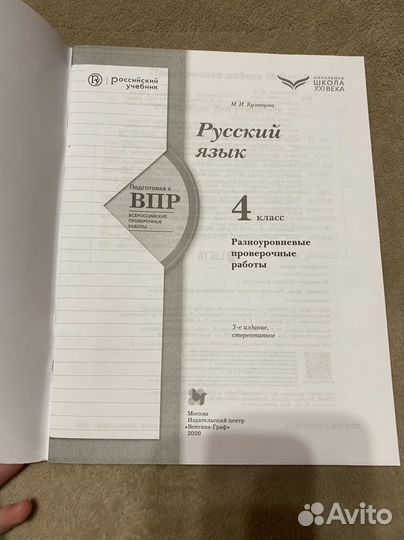 российский
учебник
НАЧАЛЬНАЯ
ШКОЛА
XXI ВЕКА
М. И. Кузнецова
Русский
язык
Подготовка к
ВПР
ВСЕРОССИЙСКИЕ
ПРОВЕРОЧНЫЕ
РАБОТЫ
4 класс
Разноуровневые
проверочные
работы
3-е издание,
стереотипное
Москва
Издательский центр
«Вентана-Граф»
2020
Avito